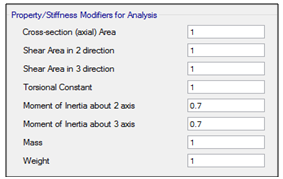 Property/Stiffness Modifiers for Analysis
Cross-section (axial) Area 1
Shear Area in 2 direction 1
Shear Area in 3 direction 1
Torsional Constant 1
Moment of Inertia about 2 axis 0.7
Moment of Inertia about 3 axis 0.7
Mass 1
Weight 1